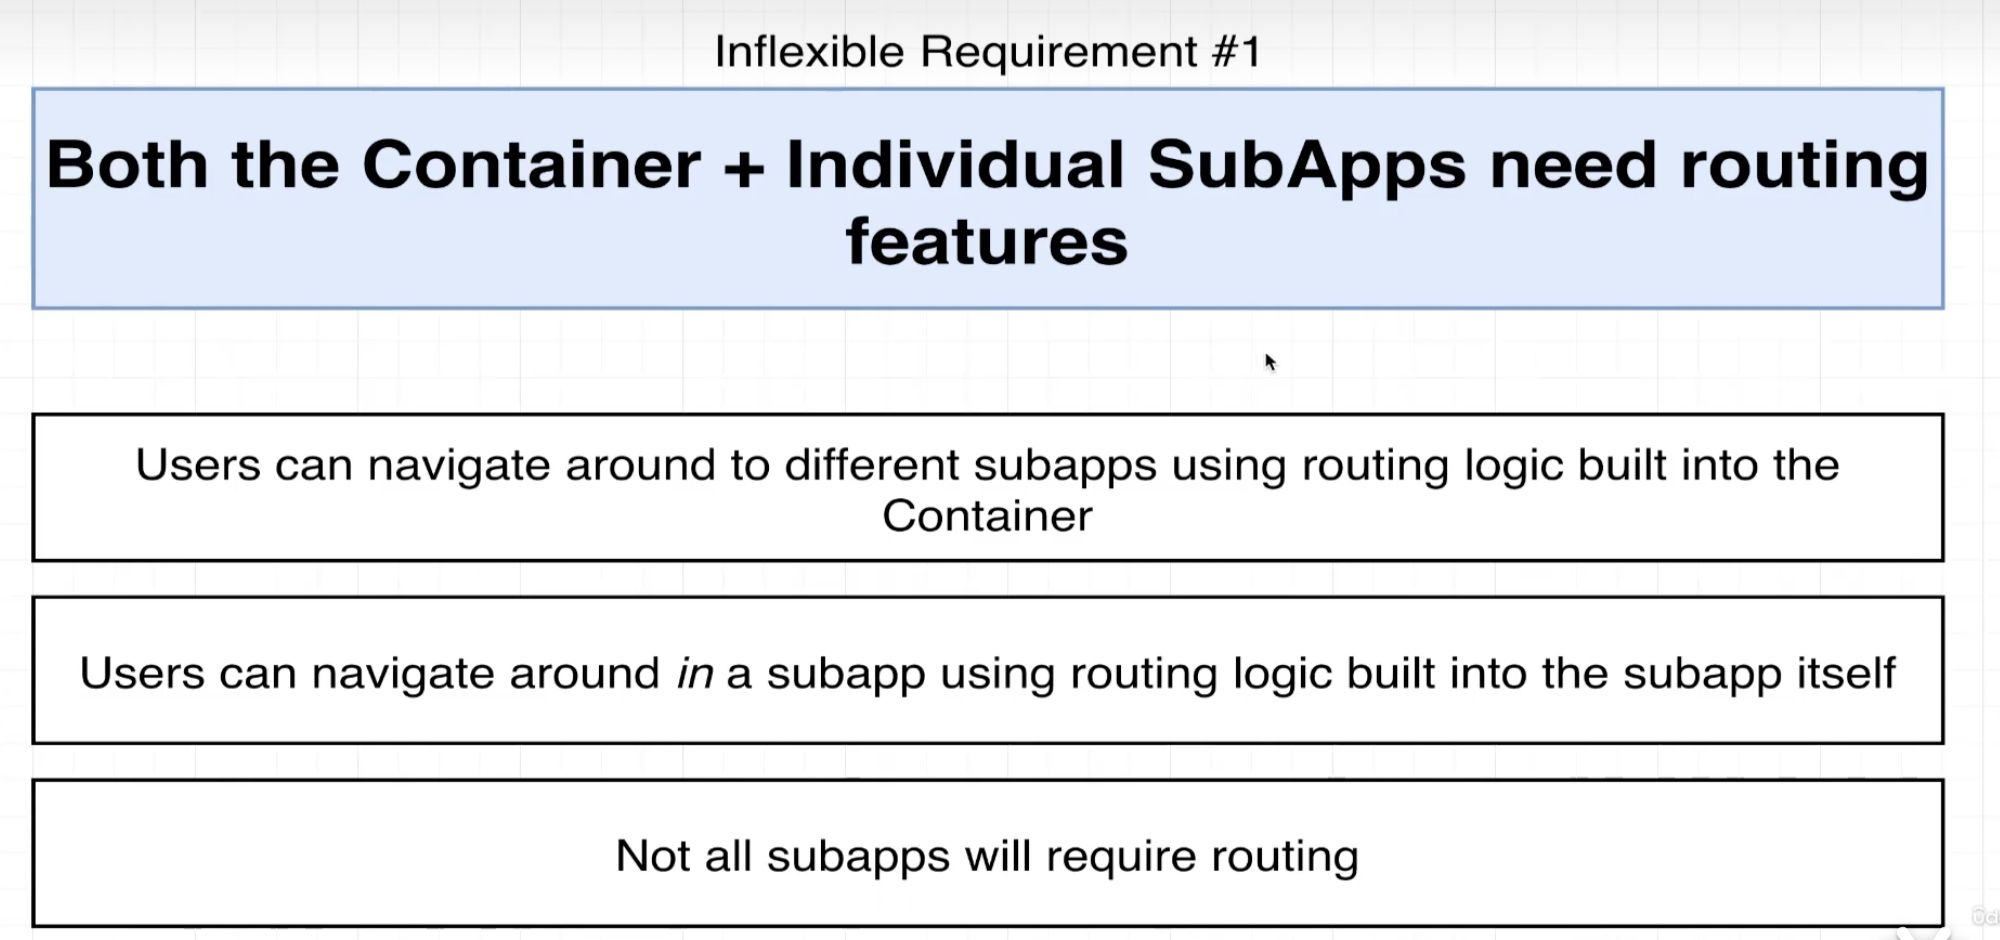 Inflexible Requirement #1
Both the Container + Individual SubApps need routing
features
Users can navigate around to different subapps using routing logic built into the
Container
Users can navigate around in a subapp using routing logic built into the subapp itself
Not all subapps will require routing